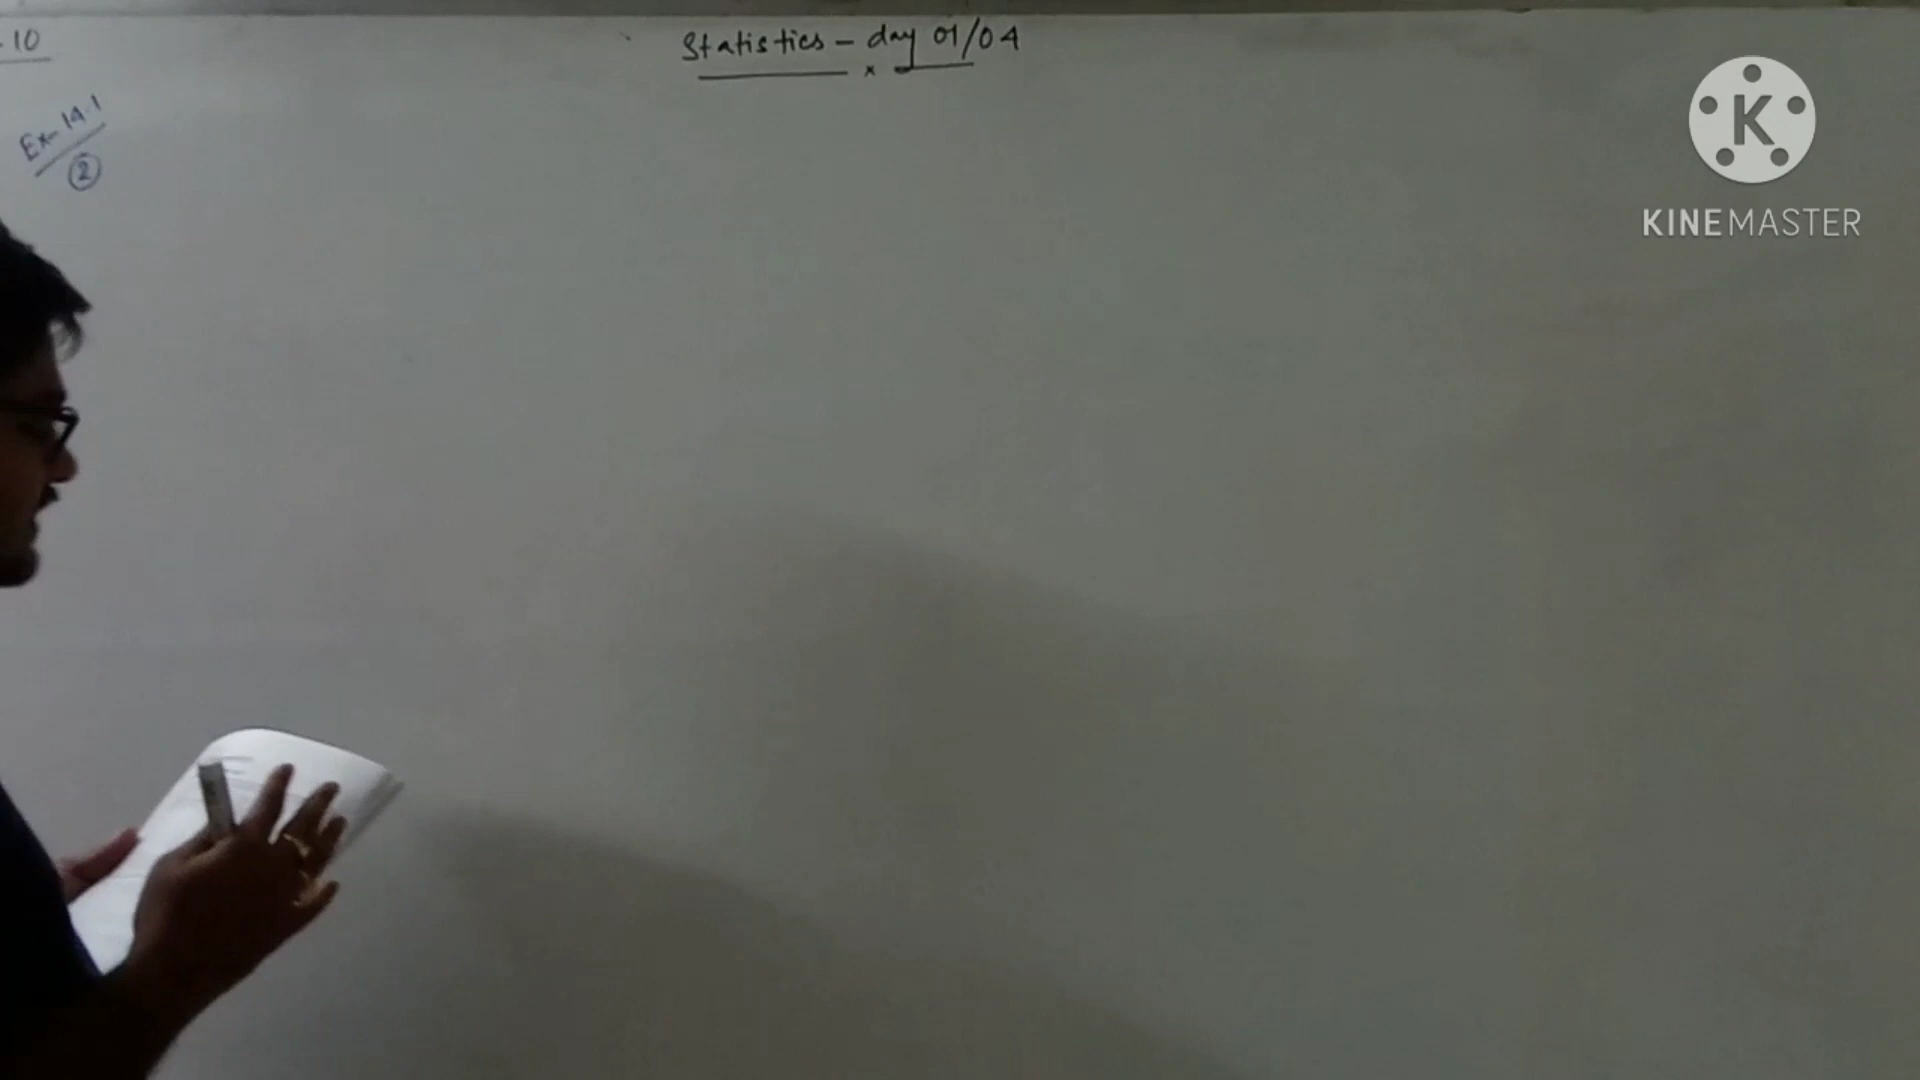 -10
Statistics - day 01/04
x
Ex-14.1
②
K
KINEMASTER